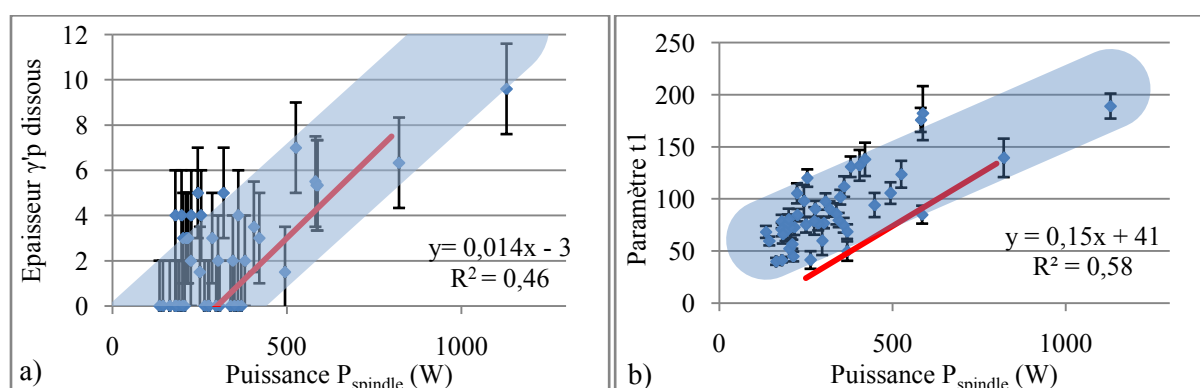 12
10
8
6
4
2
0
Epaisseur γ'p dissous
0 500 1000
Puissance Pspindle (W)
y= 0,014x - 3
R2 = 0,46
a)
250
200
150
100
50
0
Paramètre t1
0 500 1000
Puissance Pspindle (W)
y = 0,15x + 41
R² = 0,58
b)